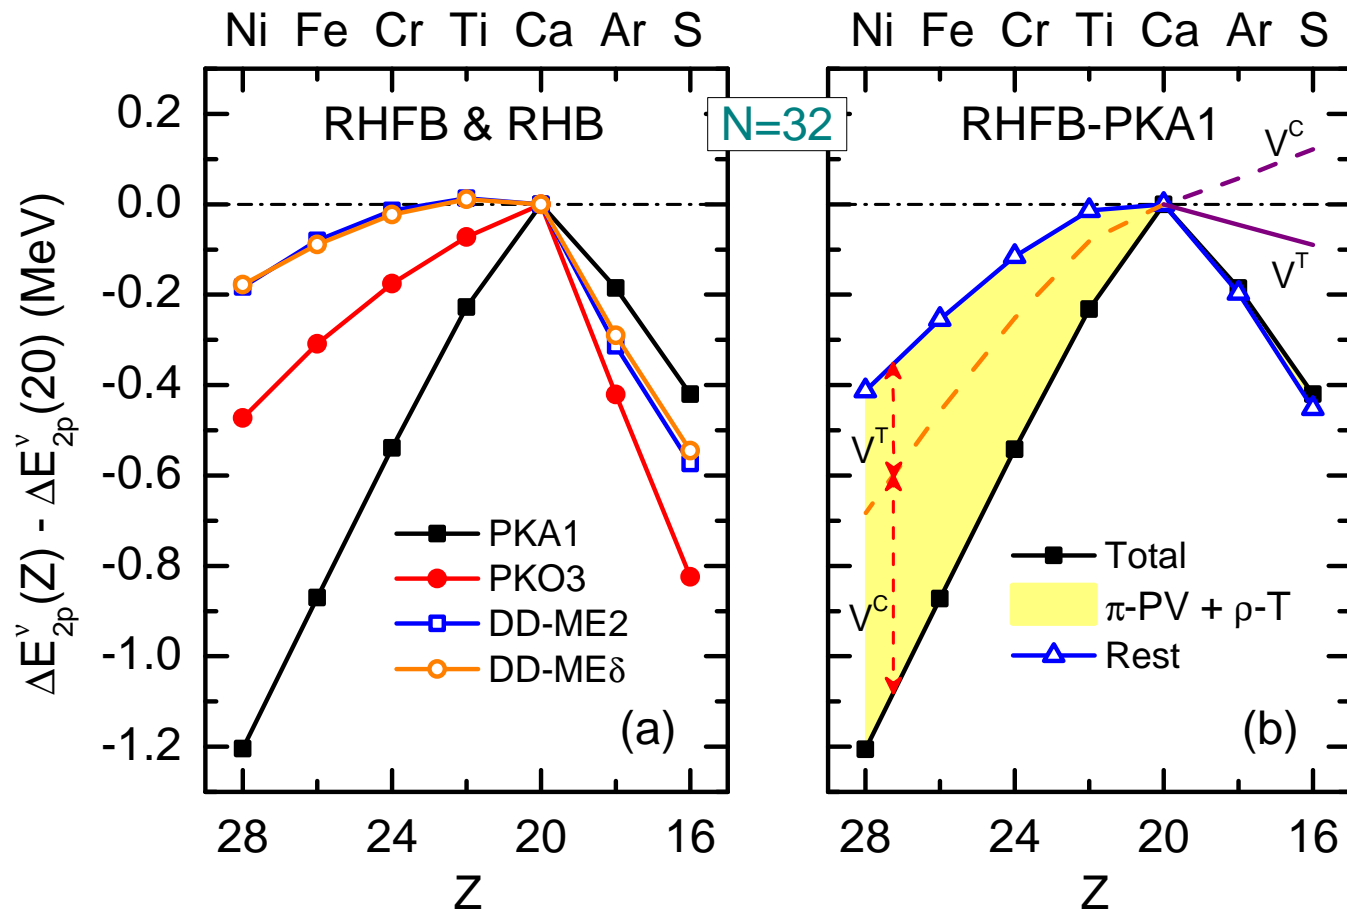 Ni Fe Cr Ti Ca Ar S
Ni Fe Cr Ti Ca Ar S
RHFB & RHB
N=32
RHFB-PKA1
0.2
0.0
-0.2
-0.4
-0.6
-0.8
-1.0
-1.2
ΔE^ν_2p(Z) - ΔE^ν_2p(20) (MeV)
PKA1
PKO3
DD-ME2
DD-MEδ
(a)
V^C
V^T
V^T
V^C
Total
π-PV + ρ-T
Rest
(b)
28 24 20 16
28 24 20 16
Z
Z